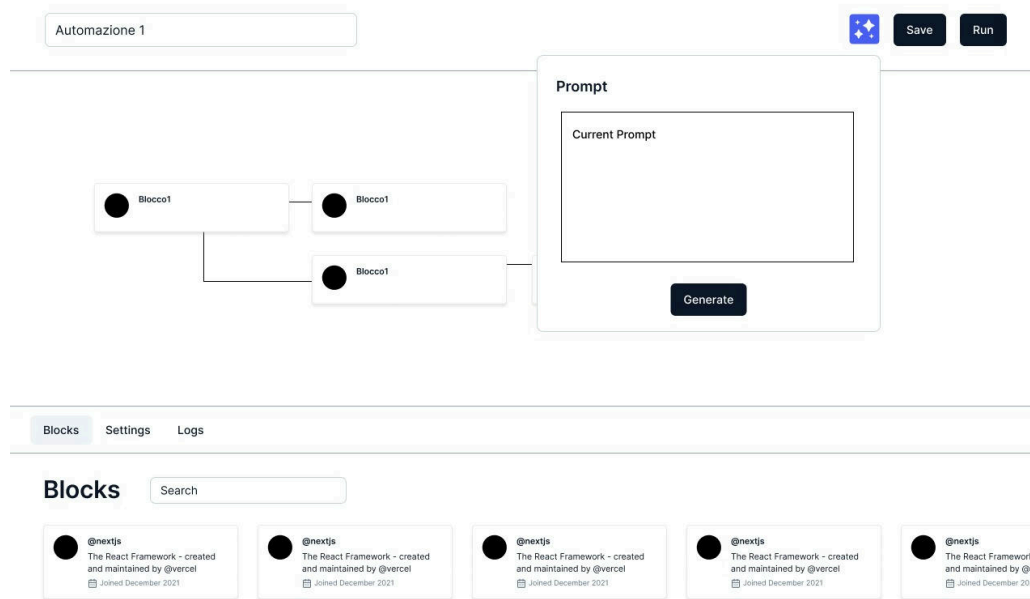 Automazione 1
Save
Run
Prompt
Current Prompt
Blocco1
Blocco1
Blocco1
Generate
Blocks
Settings
Logs
Blocks
Search
@nextjs
The React Framework - created
and maintained by @vercel
Joined December 2021
@nextjs
The React Framework - created
and maintained by @vercel
Joined December 2021
@nextjs
The React Framework - created
and maintained by @vercel
Joined December 2021
@nextjs
The React Framework - created
and maintained by @vercel
Joined December 2021
@nextjs
The React
and maintained by
Joined December